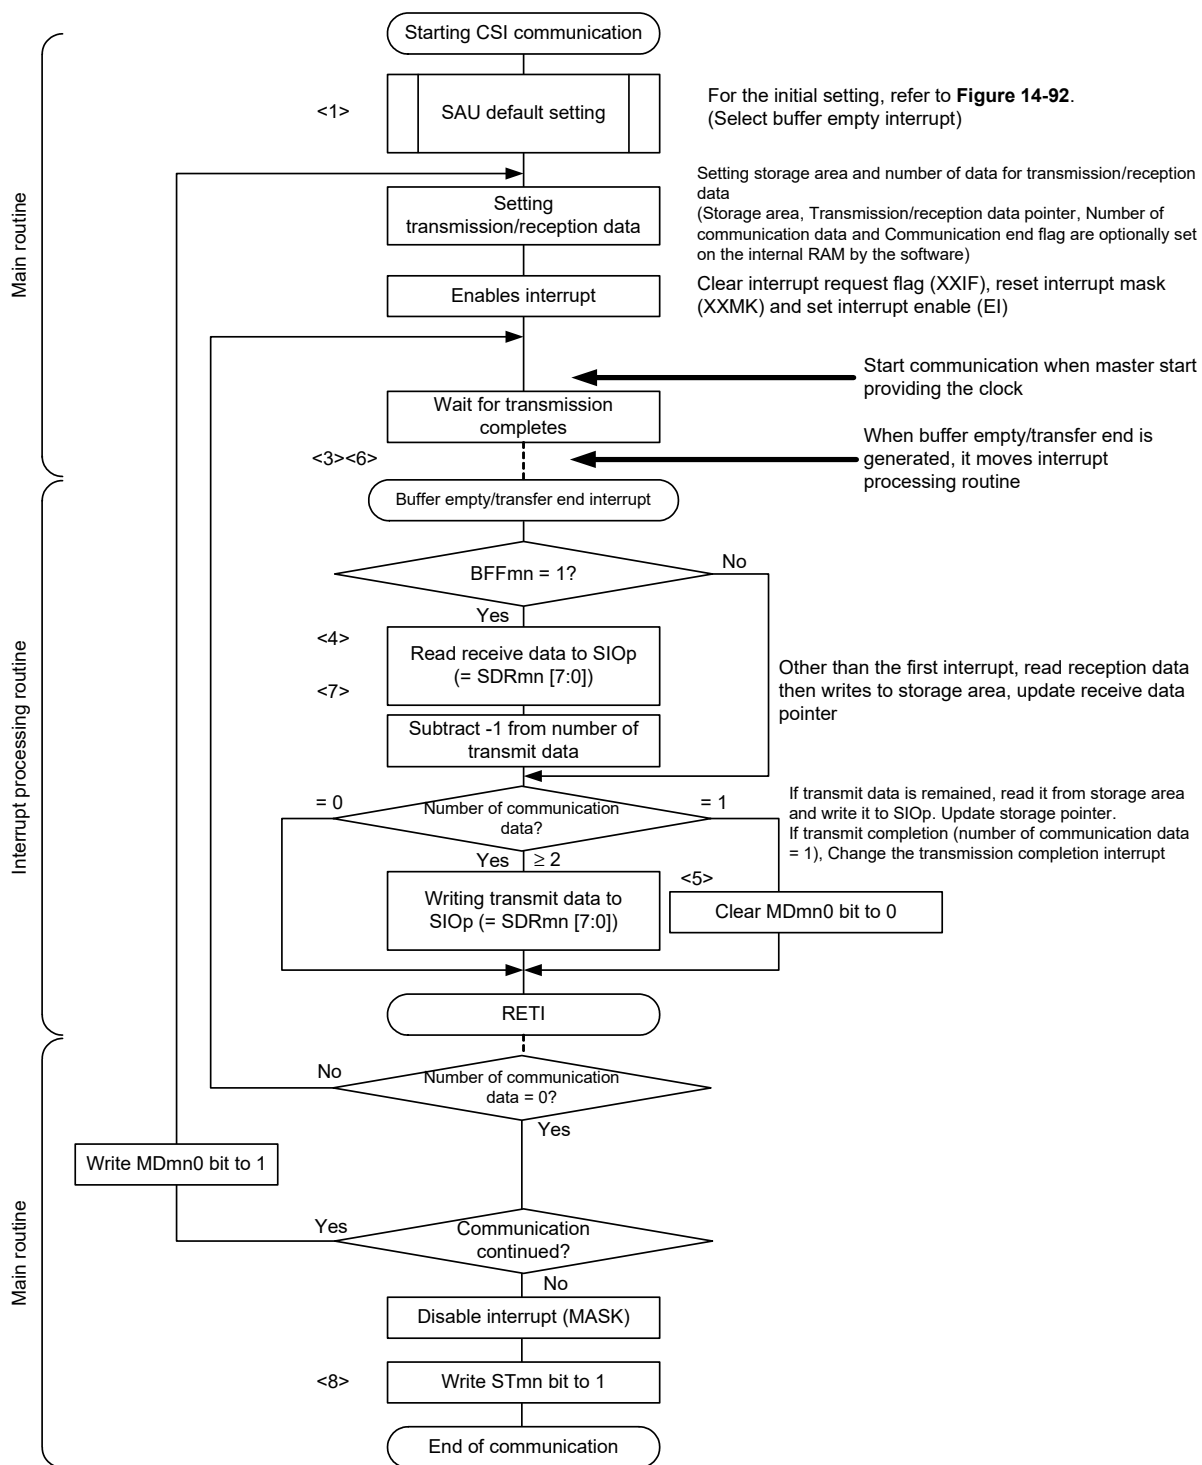 Starting CSI communication
<1>
SAU default setting
For the initial setting, refer to Figure 14-92.
(Select buffer empty interrupt)
Main routine
Setting
transmission/reception data
Setting storage area and number of data for transmission/reception
data
(Storage area, Transmission/reception data pointer, Number of
communication data and Communication end flag are optionally set
on the internal RAM by the software)
Enables interrupt
Clear interrupt request flag (XXIF), reset interrupt mask
(XXMK) and set interrupt enable (EI)
Start communication when master start
providing the clock
Wait for transmission
completes
<3><6>
When buffer empty/transfer end is
generated, it moves interrupt
processing routine
Buffer empty/transfer end interrupt
Interrupt processing routine
BFFmn = 1?
No
Yes
<4>
Read receive data to SIOp
(= SDRmn [7:0])
<7>
Other than the first interrupt, read reception data
then writes to storage area, update receive data
pointer
Subtract -1 from number of
transmit data
= 0
Number of communication
data?
= 1
If transmit data is remained, read it from storage area
and write it to SIOp. Update storage pointer.
If transmit completion (number of communication data
= 1), Change the transmission completion interrupt
Yes
≥ 2
<5>
Writing transmit data to
SIOp (= SDRmn [7:0])
Clear MDmn0 bit to 0
RETI
No
Number of communication
data = 0?
Yes
Write MDmn0 bit to 1
Main routine
Yes
Communication
continued?
No
Disable interrupt (MASK)
<8>
Write STmn bit to 1
End of communication